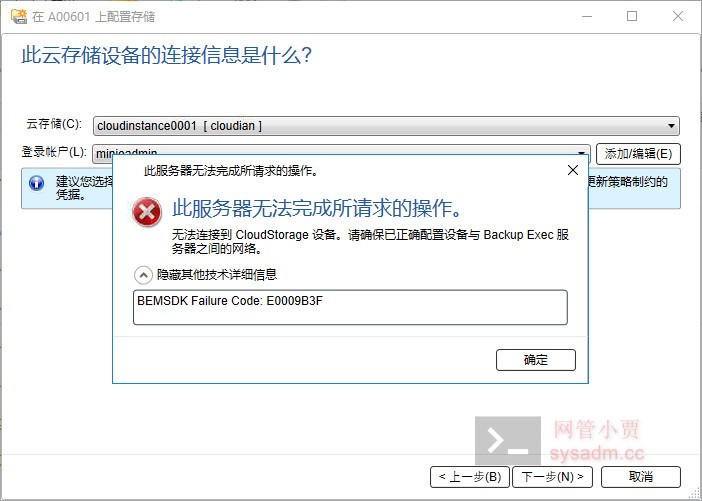 在 A00601 上配置存储
此云存储设备的连接信息是什么?
云存储(C):
cloudinstance0001 [ cloudian ]
登录帐户(L):
minioadmin
添加/编辑(E)
建议您选择
更新策略制约的
凭据。
此服务器无法完成所请求的操作。
此服务器无法完成所请求的操作。
无法连接到 CloudStorage 设备。请确保已正确配置设备与 Backup Exec 服
务器之间的网络。
隐藏其他技术详细信息
BEMSDK Failure Code: E0009B3F
确定
网管小贾
sysadm.cc
< 上一步(B)
下一步(N) >
取消